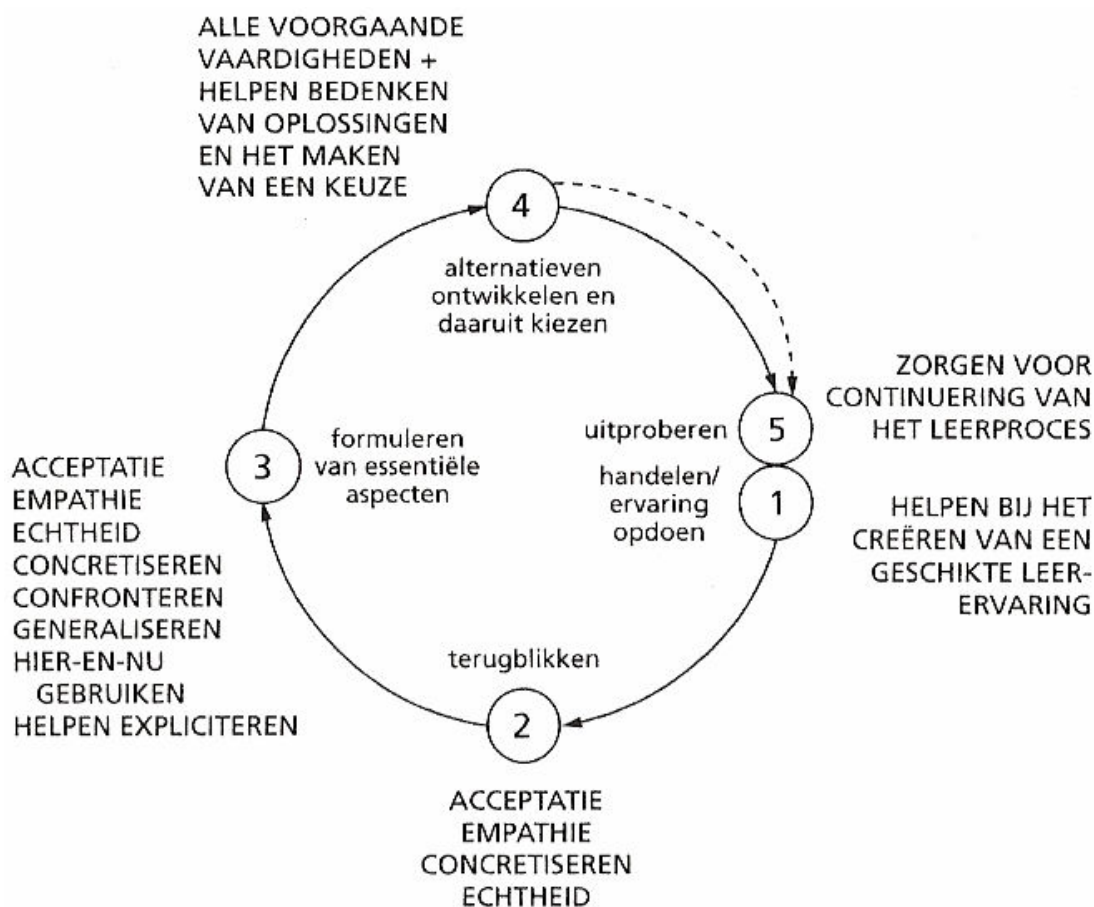 ALLE VOORGAANDE
VAARDIGHEDEN +
HELPEN BEDENKEN
VAN OPLOSSINGEN
EN HET MAKEN
VAN EEN KEUZE
4
alternatieven
ontwikkelen en
daaruit kiezen
ZORGEN VOOR
CONTINUERING VAN
HET LEERPROCES
uitproberen
5
handelen/
ervaring
opdoen
1
HELPEN BIJ HET
CREËREN VAN EEN
GESCHIKTE LEER-
ERVARING
3
formuleren
van essentiële
aspecten
ACCEPTATIE
EMPATHIE
ECHTHEID
CONCRETISEREN
CONFRONTEREN
GENERALISEREN
HIER-EN-NU
GEBRUIKEN
HELPEN EXPLICITEREN
terugblikken
2
ACCEPTATIE
EMPATHIE
CONCRETISEREN
ECHTHEID